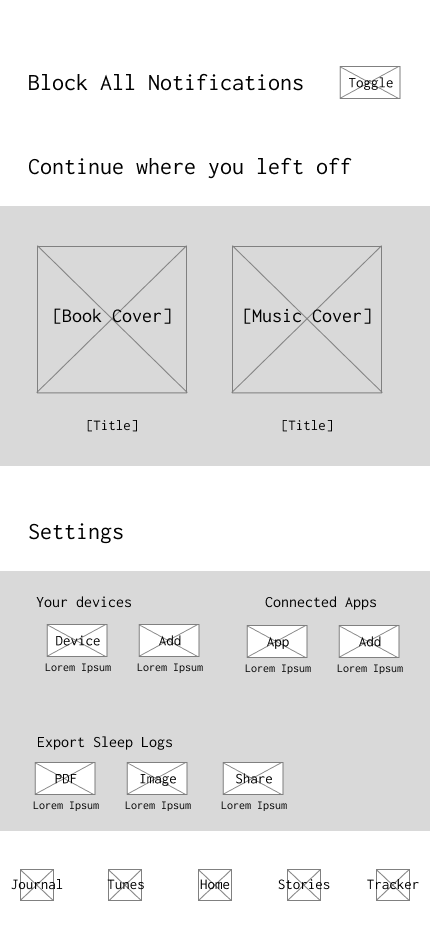 Block All Notifications Toggle
Continue where you left off
[Book Cover] [Music Cover]
[Title] [Title]
Settings
Your devices Connected Apps
Device Add App Add
Lorem Ipsum Lorem Ipsum Lorem Ipsum Lorem Ipsum
Export Sleep Logs
PDF Image Share
Lorem Ipsum Lorem Ipsum Lorem Ipsum
Journal Tunes Home Stories Tracker